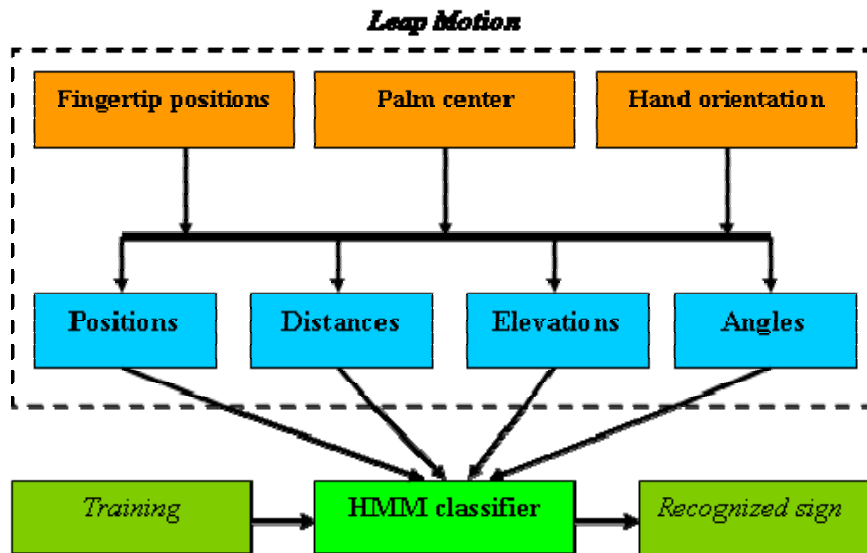 Leap Motion
Fingertip positions
Palm center
Hand orientation
Positions
Distances
Elevations
Angles
Training
HMM classifier
Recognized sign